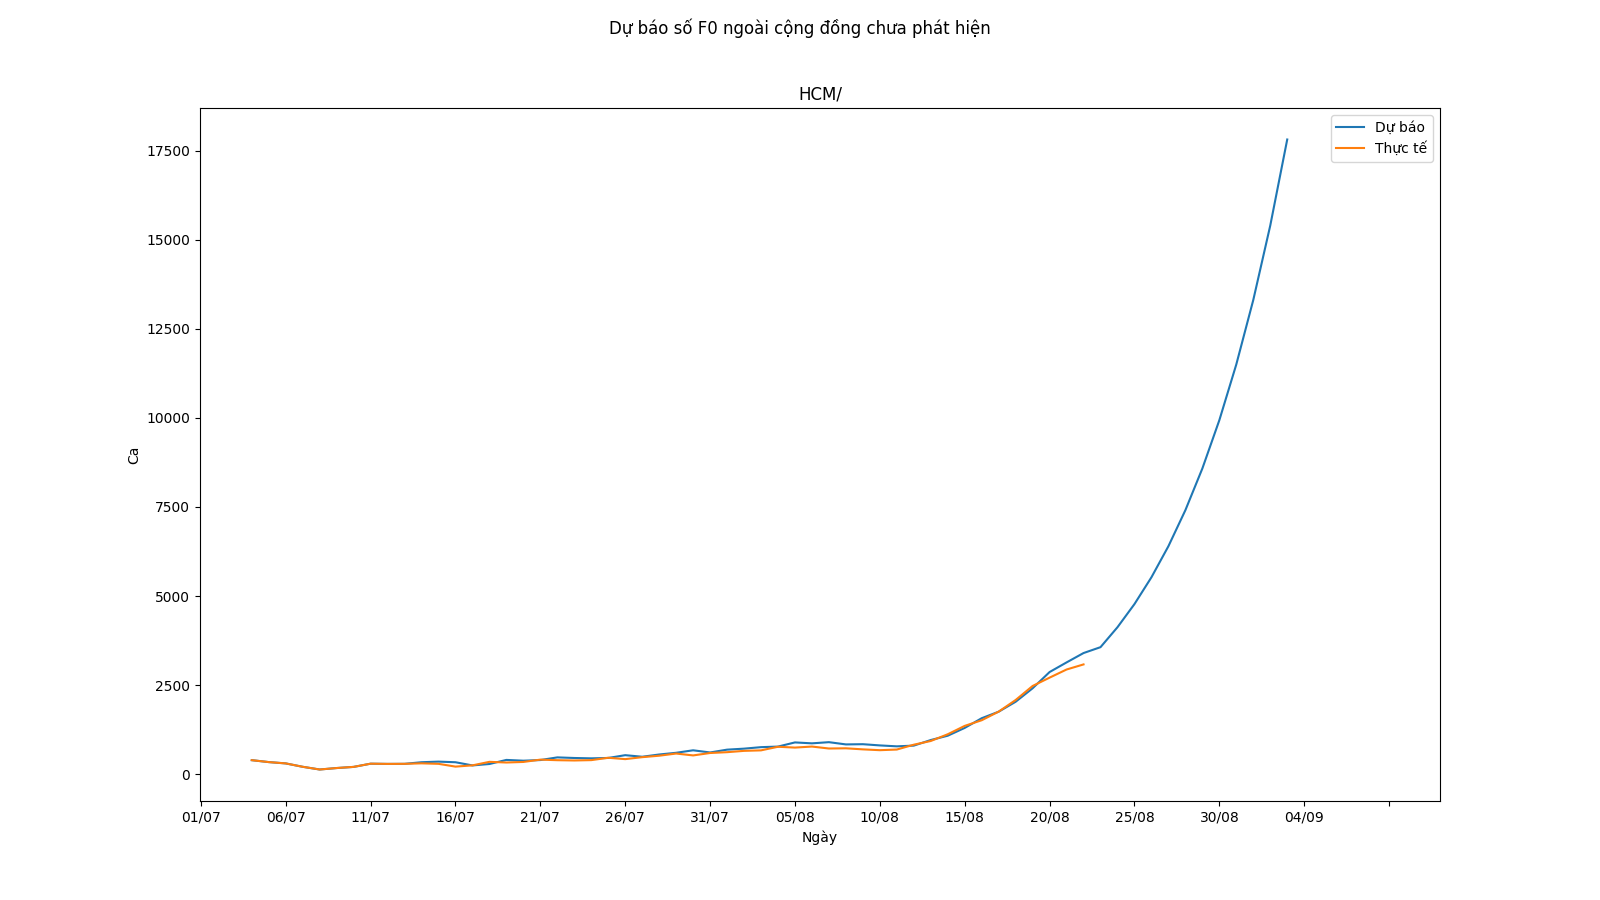 Dự báo số F0 ngoài cộng đồng chưa phát hiện
HCM/
Dự báo
Thực tế
17500
15000
12500
10000
7500
5000
2500
0
Ca
01/07 06/07 11/07 16/07 21/07 26/07 31/07 05/08 10/08 15/08 20/08 25/08 30/08 04/09
Ngày